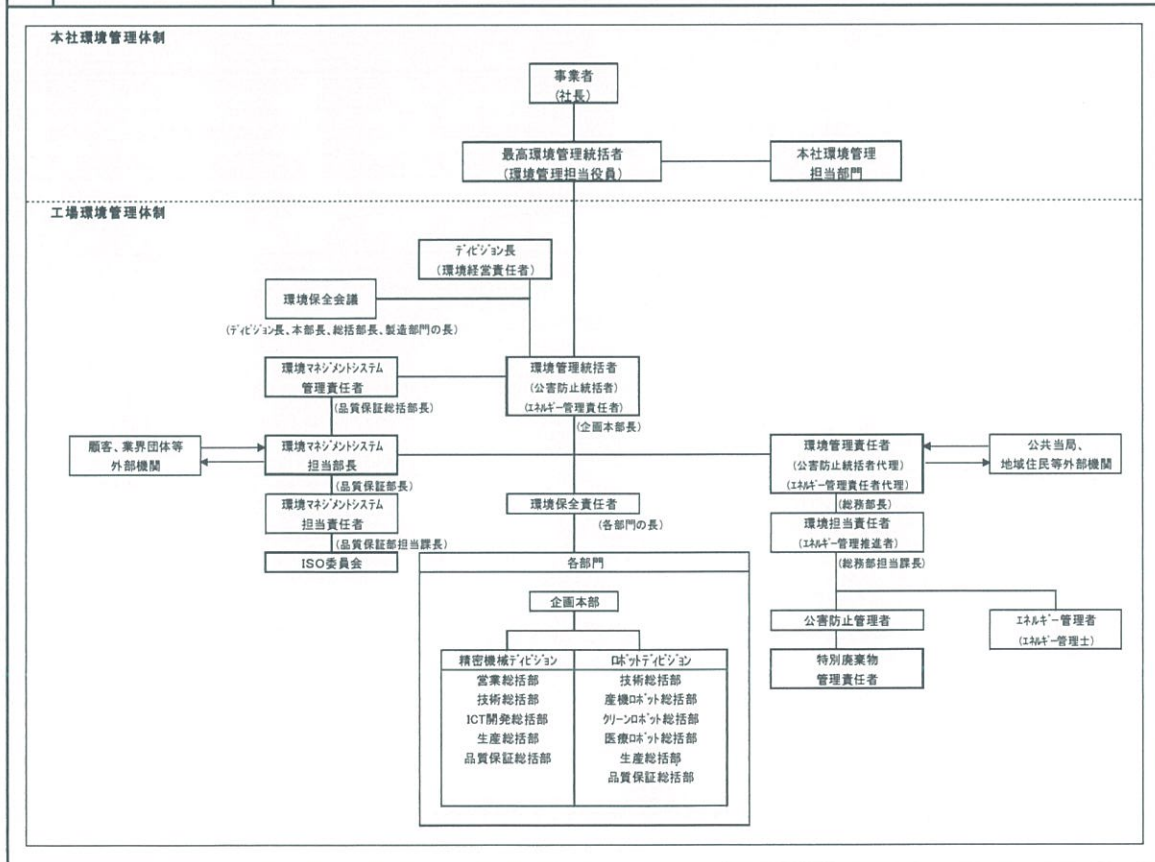 本社環境管理体制
事業者
(社長)
最高環境管理統括者
(環境管理担当役員)
本社環境管理
担当部門
工場環境管理体制
ディビジョン長
(環境経営責任者)
環境保全会議
(ディビジョン長、本部長、総括部長、製造部門の長)
環境マネジメントシステム
管理責任者
(品質保証総括部長)
環境管理統括者
(公害防止統括者)
(エネルギー管理責任者)
(企画本部長)
顧客、業界団体等
外部機関
環境マネジメントシステム
担当部長
(品質保証部長)
環境管理責任者
(公害防止統括者代理)
(エネルギー管理責任者代理)
(総務部長)
公共当局、
地域住民等外部機関
環境マネジメントシステム
担当責任者
(品質保証部担当課長)
ISO委員会
環境保全責任者
(各部門の長)
環境担当責任者
(エネルギー管理推進者)
(総務部担当課長)
公害防止管理者
特別廃棄物
管理責任者
エネルギー管理者
(エネルギー管理士)
各部門
企画本部
精密機械ディビジョン
営業総括部
技術総括部
ICT開発総括部
生産総括部
品質保証総括部
ロボットディビジョン
技術総括部
産機ロボット総括部
クリーンロボット総括部
医療ロボット総括部
生産総括部
品質保証総括部